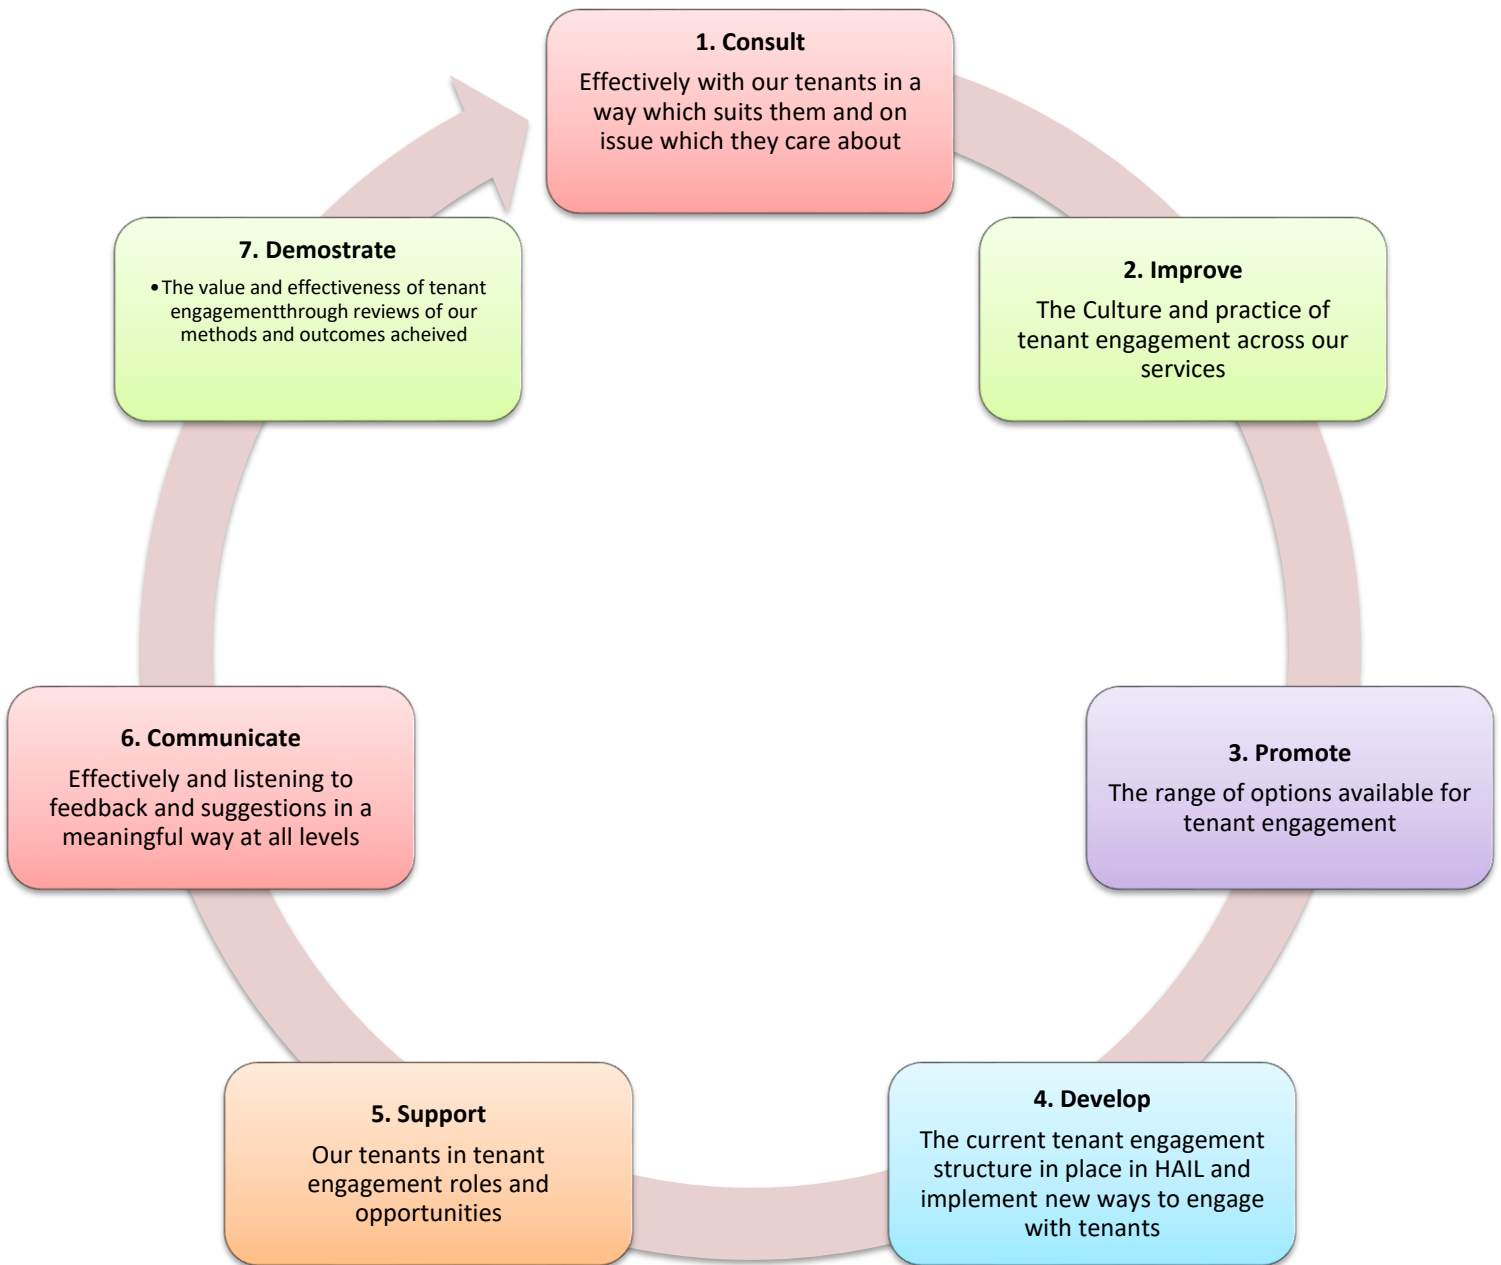 1. Consult
Effectively with our tenants in a
way which suits them and on
issue which they care about
2. Improve
The Culture and practice of
tenant engagement across our
services
3. Promote
The range of options available for
tenant engagement
4. Develop
The current tenant engagement
structure in place in HAIL and
implement new ways to engage
with tenants
5. Support
Our tenants in tenant
engagement roles and
opportunities
6. Communicate
Effectively and listening to
feedback and suggestions in a
meaningful way at all levels
7. Demostrate
•The value and effectiveness of tenant
engagementthrough reviews of our
methods and outcomes acheived